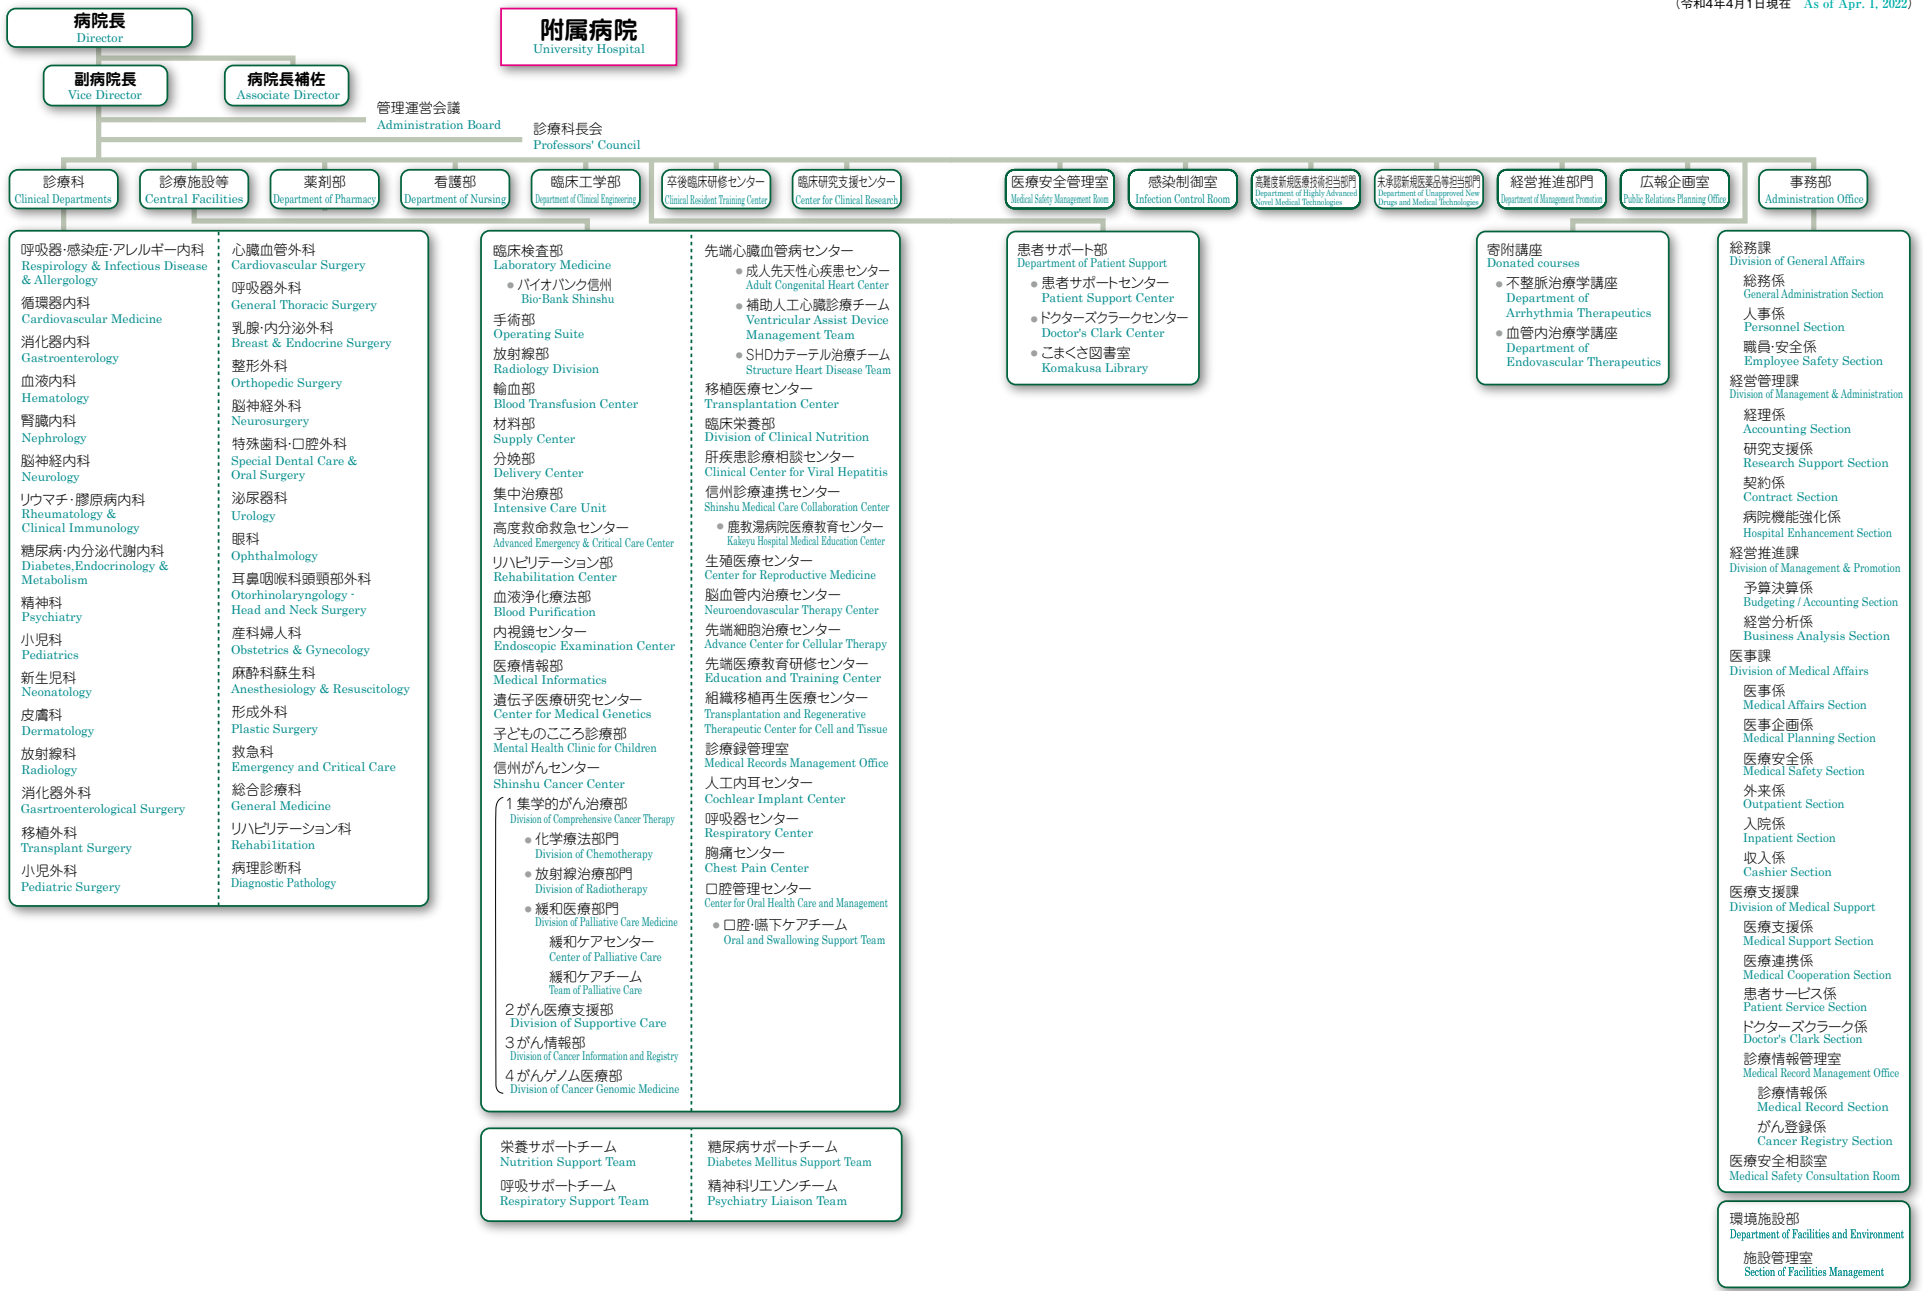 (令和4年4月1日現在 As of Apr. 1, 2022)
附属病院
University Hospital
病院長
Director
副病院長
Vice Director
病院長補佐
Associate Director
管理運営会議
Administration Board
診療科長会
Professors' Council
診療科
Clinical Departments
診療施設等
Central Facilities
薬剤部
Department of Pharmacy
看護部
Department of Nursing
臨床工学部
Department of Clinical Engineering
卒後臨床研修センター
Clinical Resident Training Center
臨床研究支援センター
Center for Clinical Research
医療安全管理室
Medical Safety Management Room
感染制御室
Infection Control Room
高難度新規医療技術担当部門
Department of Highly Advanced
Novel Medical Technologies
未承認新規医薬品等担当部門
Department of Unapproved New
Drugs and Medical Technologies
経営推進部門
Department of Management Promotion
広報企画室
Public Relations Planning Office
事務部
Administration Office
呼吸器・感染症・アレルギー内科
Respirology & Infectious Disease
& Allergology
循環器内科
Cardiovascular Medicine
消化器内科
Gastroenterology
血液内科
Hematology
腎臓内科
Nephrology
脳神経内科
Neurology
リウマチ・膠原病内科
Rheumatology &
Clinical Immunology
糖尿病・内分泌代謝内科
Diabetes,Endocrinology &
Metabolism
精神科
Psychiatry
小児科
Pediatrics
新生児科
Neonatology
皮膚科
Dermatology
放射線科
Radiology
消化器外科
Gasrtroenterological Surgery
移植外科
Transplant Surgery
小児外科
Pediatric Surgery
心臓血管外科
Cardiovascular Surgery
呼吸器外科
General Thoracic Surgery
乳腺・内分泌外科
Breast & Endocrine Surgery
整形外科
Orthopedic Surgery
脳神経外科
Neurosurgery
特殊歯科・口腔外科
Special Dental Care &
Oral Surgery
泌尿器科
Urology
眼科
Ophthalmology
耳鼻咽喉科頭頸部外科
Otorhinolaryngology -
Head and Neck Surgery
産科婦人科
Obstetrics & Gynecology
麻酔科蘇生科
Anesthesiology & Resuscitology
形成外科
Plastic Surgery
救急科
Emergency and Critical Care
総合診療科
General Medicine
リハビリテーション科
Rehabi1itation
病理診断科
Diagnostic Pathology
臨床検査部
Laboratory Medicine
● バイオバンク信州
Bio-Bank Shinshu
手術部
Operating Suite
放射線部
Radiology Division
輸血部
Blood Transfusion Center
材料部
Supply Center
分娩部
Delivery Center
集中治療部
Intensive Care Unit
高度救命救急センター
Advanced Emergency & Critical Care Center
リハビリテーション部
Rehabilitation Center
血液浄化療法部
Blood Purification
内視鏡センター
Endoscopic Examination Center
医療情報部
Medical Informatics
遺伝子医療研究センター
Center for Medical Genetics
子どものこころ診療部
Mental Health Clinic for Children
信州がんセンター
Shinshu Cancer Center
1 集学的がん治療部
Division of Comprehensive Cancer Therapy
● 化学療法部門
Division of Chemotherapy
● 放射線治療部門
Division of Radiotherapy
● 緩和医療部門
Division of Palliative Care Medicine
緩和ケアセンター
Center of Palliative Care
緩和ケアチーム
Team of Palliative Care
2 がん医療支援部
Division of Supportive Care
3 がん情報部
Division of Cancer Information and Registry
4 がんゲノム医療部
Division of Cancer Genomic Medicine
先端心臓血管病センター
● 成人先天性心疾患センター
Adult Congenital Heart Center
● 補助人工心臓診療チーム
Ventricular Assist Device
Management Team
● SHDカテーテル治療チーム
Structure Heart Disease Team
移植医療センター
Transplantation Center
臨床栄養部
Division of Clinical Nutrition
肝疾患診療相談センター
Clinical Center for Viral Hepatitis
信州診療連携センター
Shinshu Medical Care Collaboration Center
● 鹿教湯病院医療教育センター
Kakeyu Hospital Medical Education Center
生殖医療センター
Center for Reproductive Medicine
脳血管内治療センター
Neuroendovascular Therapy Center
先端細胞治療センター
Advance Center for Cellular Therapy
先端医療教育研修センター
Education and Training Center
組織移植再生医療センター
Transplantation and Regenerative
Therapeutic Center for Cell and Tissue
診療録管理室
Medical Records Management Office
人工内耳センター
Cochlear Implant Center
呼吸器センター
Respiratory Center
胸痛センター
Chest Pain Center
口腔管理センター
Center for Oral Health Care and Management
● 口腔・嚥下ケアチーム
Oral and Swallowing Support Team
栄養サポートチーム
Nutrition Support Team
呼吸サポートチーム
Respiratory Support Team
糖尿病サポートチーム
Diabetes Mellitus Support Team
精神科リエゾンチーム
Psychiatry Liaison Team
患者サポート部
Department of Patient Support
● 患者サポートセンター
Patient Support Center
● ドクターズクラークセンター
Doctor's Clark Center
● こまくさ図書室
Komakusa Library
寄附講座
Donated courses
● 不整脈治療学講座
Department of
Arrhythmia Therapeutics
● 血管内治療学講座
Department of
Endovascular Therapeutics
総務課
Division of General Affairs
総務係
General Administration Section
人事係
Personnel Section
職員・安全係
Employee Safety Section
経営管理課
Division of Management & Administration
経理係
Accounting Section
研究支援係
Research Support Section
契約係
Contract Section
病院機能強化係
Hospital Enhancement Section
経営推進課
Division of Management & Promotion
予算決算係
Budgeting / Accounting Section
経営分析係
Business Analysis Section
医事課
Division of Medical Affairs
医事係
Medical Affairs Section
医事企画係
Medical Planning Section
医療安全係
Medical Safety Section
外来係
Outpatient Section
入院係
Inpatient Section
収入係
Cashier Section
医療支援課
Division of Medical Support
医療支援係
Medical Support Section
医療連携係
Medical Cooperation Section
患者サービス係
Patient Service Section
ドクターズクラーク係
Doctor's Clark Section
診療情報管理室
Medical Record Management Office
診療情報係
Medical Record Section
がん登録係
Cancer Registry Section
医療安全相談室
Medical Safety Consultation Room
環境施設部
Department of Facilities and Environment
施設管理室
Section of Facilities Management